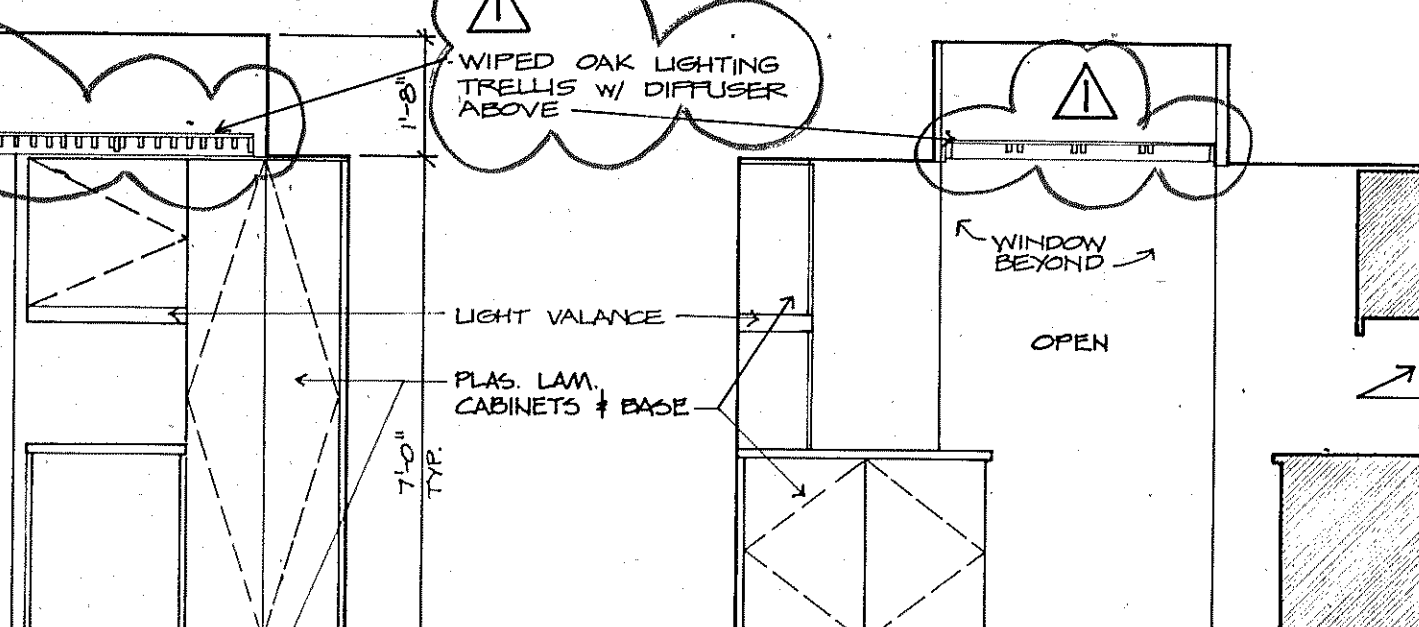 1
WIPED OAK LIGHTING
TRELLIS W/ DIFFUSER
ABOVE
1'-8"
1
WINDOW
BEYOND
LIGHT VALANCE
OPEN
PLAS. LAM.
CABINETS & BASE
7'-0"
TYP.